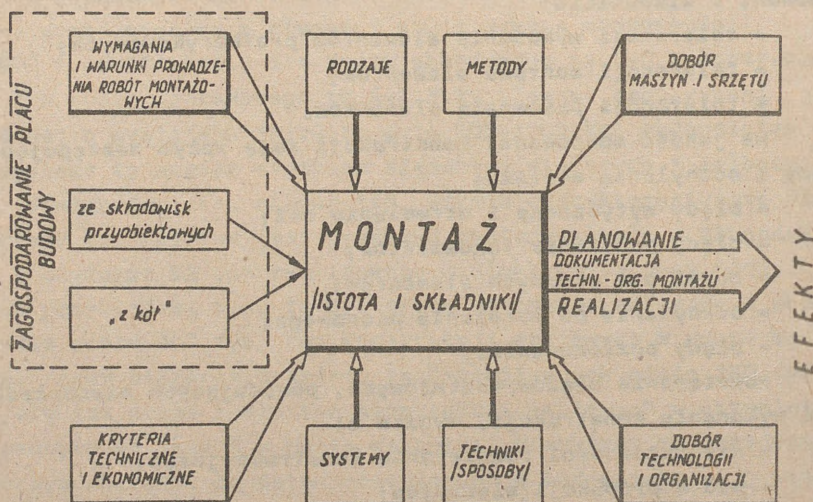 ZAGOSPODAROWANIE PLACU
BUDOWY
WYMAGANIA
I WARUNKI PROWADZE-
NIA ROBÓT MONTAŻO-
WYCH
RODZAJE
METODY
DOBÓR
MASZYN I SRZĘTU
ze składowisk
przyobiektowych
„z kół"
MONTAŻ
/ISTOTA I SKŁADNIKI/
PLANOWANIE
DOKUMENTACJA
TECHN.-ORG. MONTAŻU
REALIZACJI
EFEKTY
KRYTERIA
TECHNICZNE
I EKONOMICZNE
SYSTEMY
TECHNIKI
/SPOSOBY/
DOBÓR
TECHNOLOGII
I ORGANIZACJI